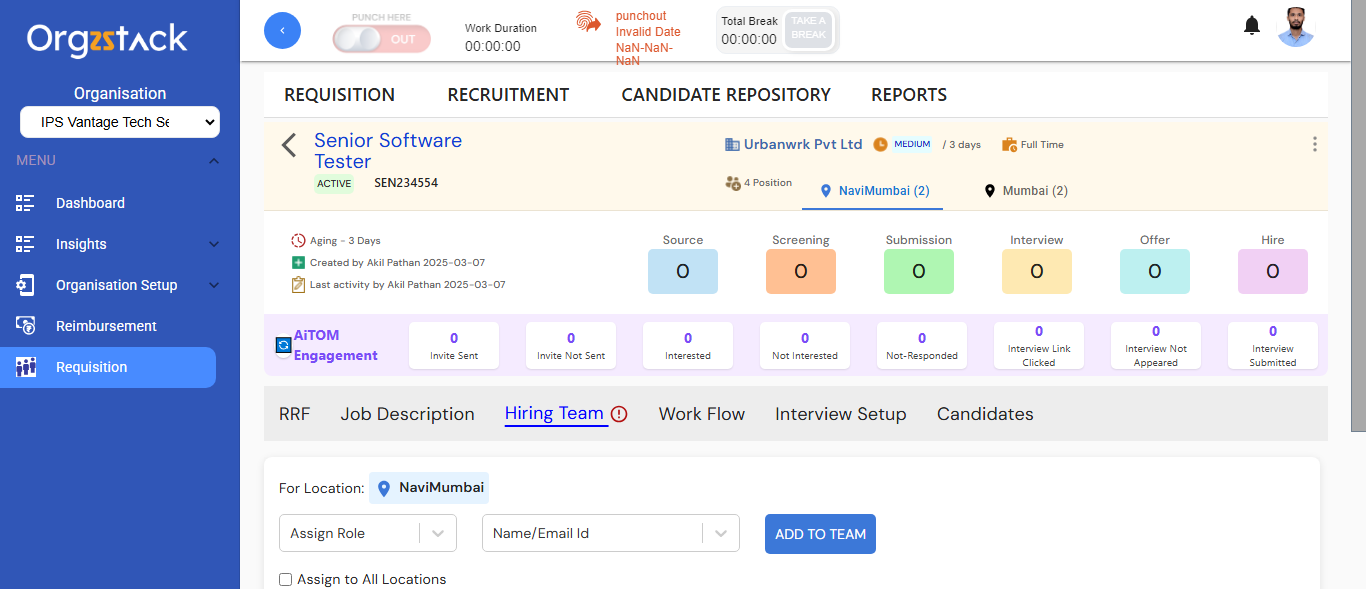 Orgzstack
Organisation
IPS Vantage Tech Se
MENU
Dashboard
Insights
Organisation Setup
Reimbursement
Requisition
PUNCH HERE
OUT
Work Duration
00:00:00
punchout
Invalid Date
NaN-NaN-
NaN
Total Break
00:00:00
TAKE A
BREAK
REQUISITION RECRUITMENT CANDIDATE REPOSITORY REPORTS
Senior Software
Tester
ACTIVE SEN234554
Urbanwrk Pvt Ltd MEDIUM / 3 days Full Time
4 Position NaviMumbai (2) Mumbai (2)
Aging - 3 Days
Created by Akil Pathan 2025-03-07
Last activity by Akil Pathan 2025-03-07
Source Screening Submission Interview Offer Hire
0 0 0 0 0 0
AiTOM
Engagement
0
Invite Sent
0
Invite Not Sent
0
Interested
0
Not Interested
0
Not-Responded
0
Interview Link
Clicked
0
Interview Not
Appeared
0
Interview
Submitted
RRF Job Description Hiring Team Work Flow Interview Setup Candidates
For Location: NaviMumbai
Assign Role Name/Email Id ADD TO TEAM
Assign to All Locations